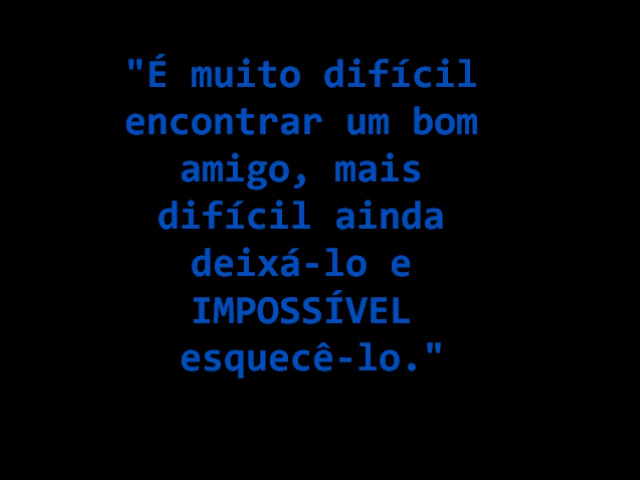 "É muito difícil
encontrar um bom
amigo, mais
difícil ainda
deixá-lo e
IMPOSSÍVEL
esquecê-lo."